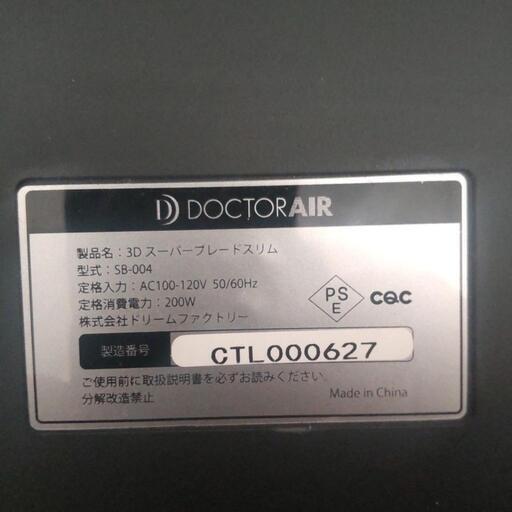 DOCTORAIR
製品名：3Dスーパーブレードスリム
型式：SB-004
定格入力：AC100-120V 50/60Hz
定格消費電力：200W
株式会社ドリームファクトリー
PS
E
CQC
製造番号 CTL000627
ご使用前に取扱説明書を必ずお読みください。
分解改造禁止
Made in China